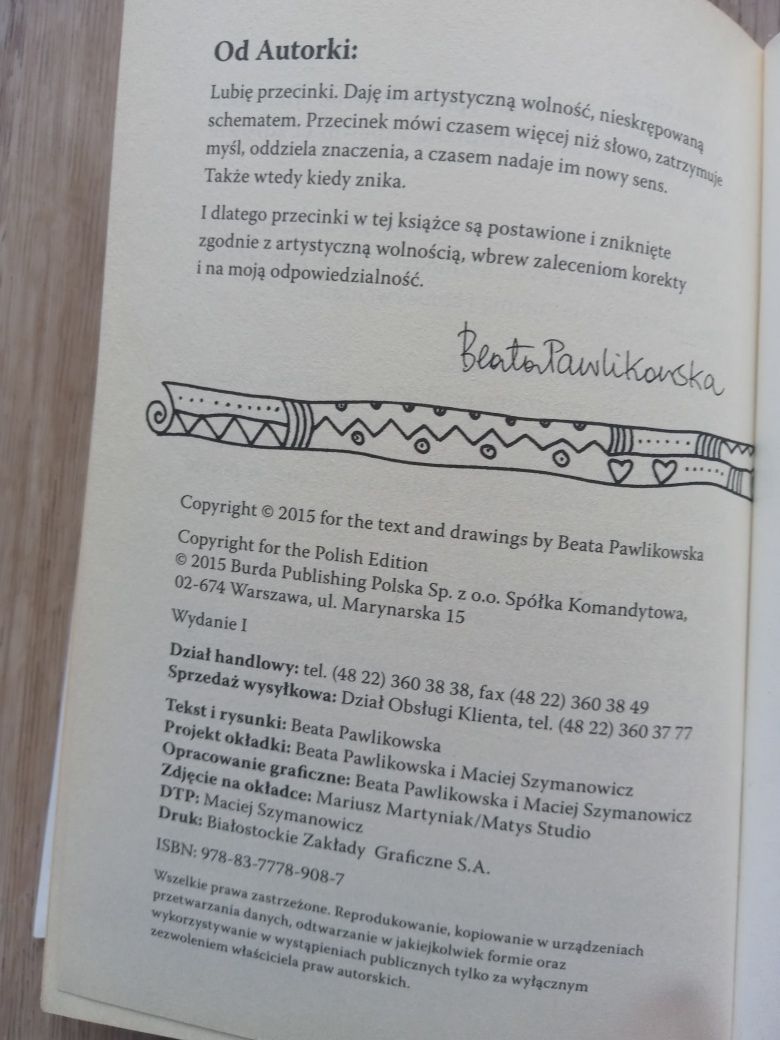 Od Autorki:
Lubię przecinki. Daję im artystyczną wolność, nieskrępowaną
schematem. Przecinek mówi czasem więcej niż słowo, zatrzymuje
myśl, oddziela znaczenia, a czasem nadaje im nowy sens.
Także wtedy kiedy znika.
I dlatego przecinki w tej książce są postawione i zniknięte
zgodnie z artystyczną wolnością, wbrew zaleceniom korekty
i na moją odpowiedzialność.
Beata Pawlikowska
Copyright © 2015 for the text and drawings by Beata Pawlikowska
Copyright for the Polish Edition
© 2015 Burda Publishing Polska Sp. z o.o. Spółka Komandytowa,
02-674 Warszawa, ul. Marynarska 15
Wydanie I
Dział handlowy: tel. (48 22) 360 38 38, fax (48 22) 360 38 49
Sprzedaż wysyłkowa: Dział Obsługi Klienta, tel. (48 22) 360 37 77
Tekst i rysunki: Beata Pawlikowska
Projekt okładki: Beata Pawlikowska i Maciej Szymanowicz
Opracowanie graficzne: Beata Pawlikowska i Maciej Szymanowicz
Zdjęcie na okładce: Mariusz Martyniak/Matys Studio
DTP: Maciej Szymanowicz
Druk: Białostockie Zakłady Graficzne S.A.
ISBN: 978-83-7778-908-7
Wszelkie prawa zastrzeżone. Reprodukowanie, kopiowanie w urządzeniach
przetwarzania danych, odtwarzanie w jakiejkolwiek formie oraz
wykorzystywanie w wystąpieniach publicznych tylko za wyłącznym
zezwoleniem właściciela praw autorskich.